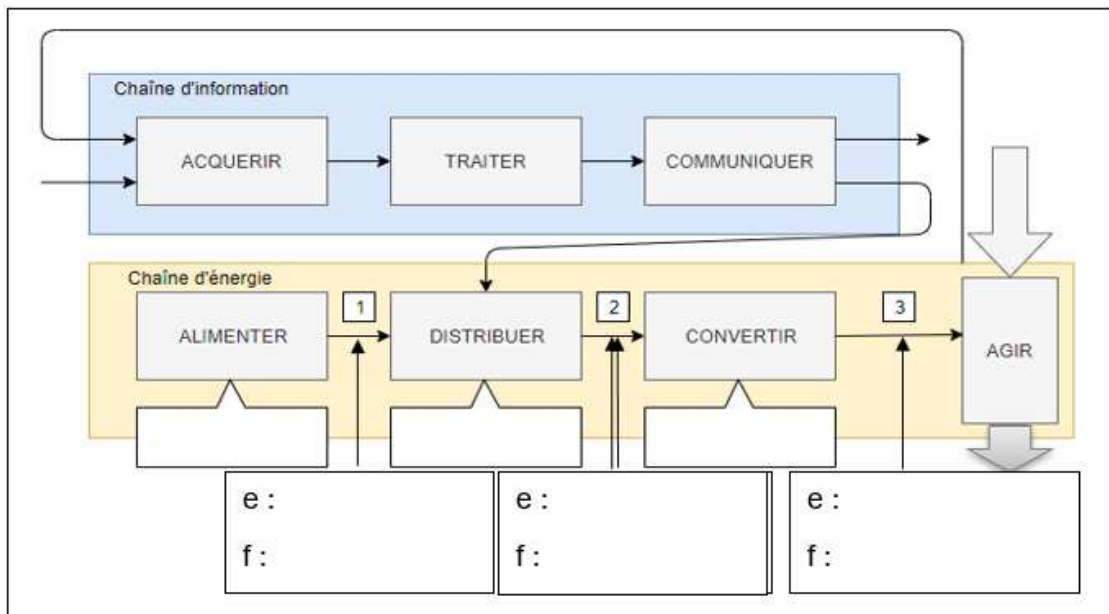 Chaîne d'information
ACQUERIR
TRAITER
COMMUNIQUER
Chaîne d'énergie
ALIMENTER
1
DISTRIBUER
2
CONVERTIR
3
AGIR
e :
f :
e :
f :
e :
f :